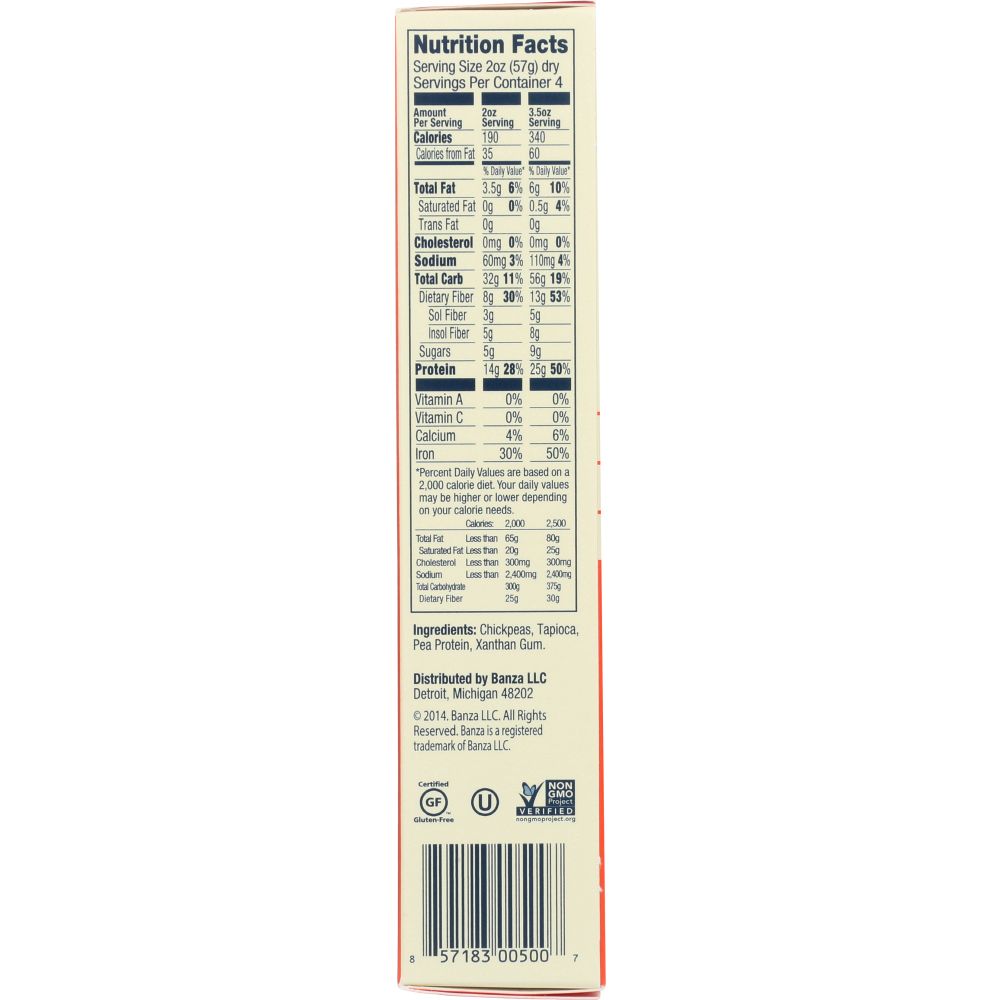 Nutrition Facts
Serving Size 2oz (57g) dry
Servings Per Container 4
Amount Per Serving 2oz Serving 3.5oz Serving
Calories 190 340
Calories from Fat 35 60
% Daily Value* % Daily Value*
Total Fat 3.5g 6% 6g 10%
Saturated Fat 0g 0% 0.5g 4%
Trans Fat 0g 0g
Cholesterol 0mg 0% 0mg 0%
Sodium 60mg 3% 110mg 4%
Total Carb 32g 11% 56g 19%
Dietary Fiber 8g 30% 13g 53%
Sol Fiber 3g 5g
Insol Fiber 5g 8g
Sugars 5g 9g
Protein 14g 28% 25g 50%
Vitamin A 0% 0%
Vitamin C 0% 0%
Calcium 4% 6%
Iron 30% 50%
*Percent Daily Values are based on a
2,000 calorie diet. Your daily values
may be higher or lower depending
on your calorie needs.
Calories: 2,000 2,500
Total Fat Less than 65g 80g
Saturated Fat Less than 20g 25g
Cholesterol Less than 300mg 300mg
Sodium Less than 2,400mg 2,400mg
Total Carbohydrate 300g 375g
Dietary Fiber 25g 30g
Ingredients: Chickpeas, Tapioca,
Pea Protein, Xanthan Gum.
Distributed by Banza LLC
Detroit, Michigan 48202
© 2014. Banza LLC. All Rights
Reserved. Banza is a registered
trademark of Banza LLC.
Certified
GF
™
Gluten-Free
U
NON
GMO
Project
VERIFIED
nongmoproject.org
8 57183 00500 7